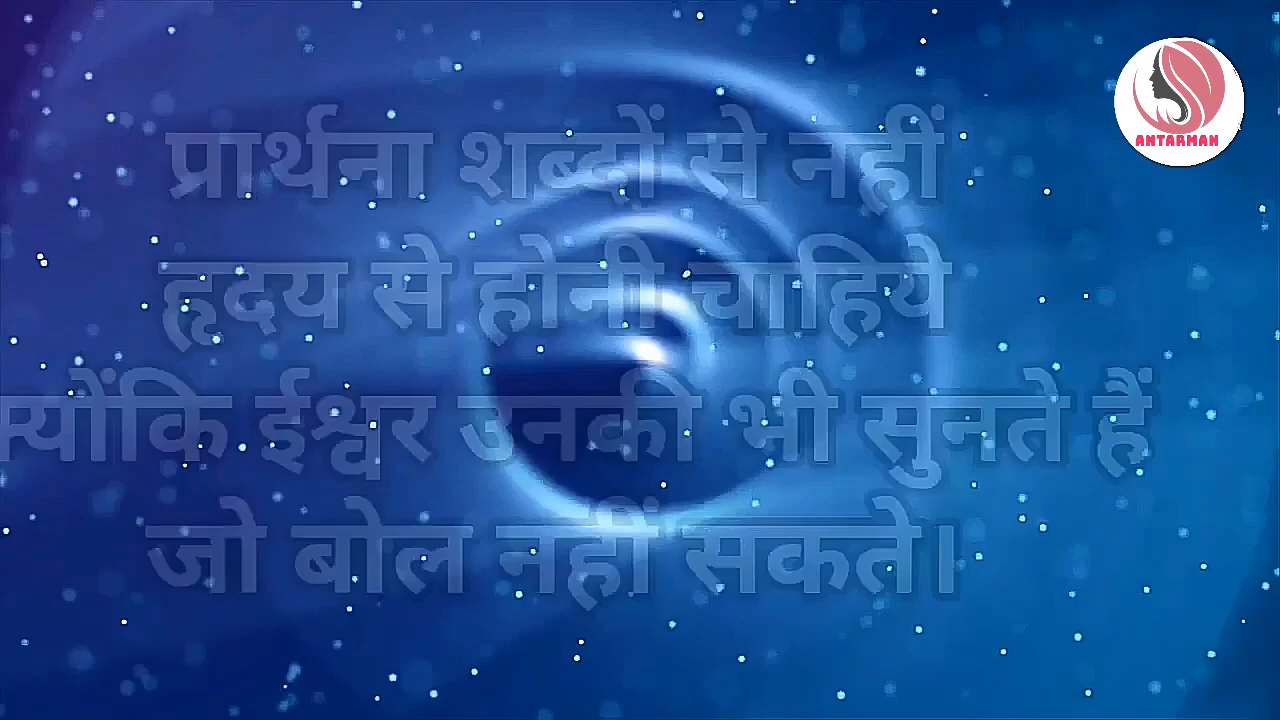 प्रार्थना शब्दों से नहीं
हृदय से होनी चाहिये
क्योंकि ईश्वर उनकी भी सुनते हैं
जो बोल नहीं सकते।
ANTARMAN